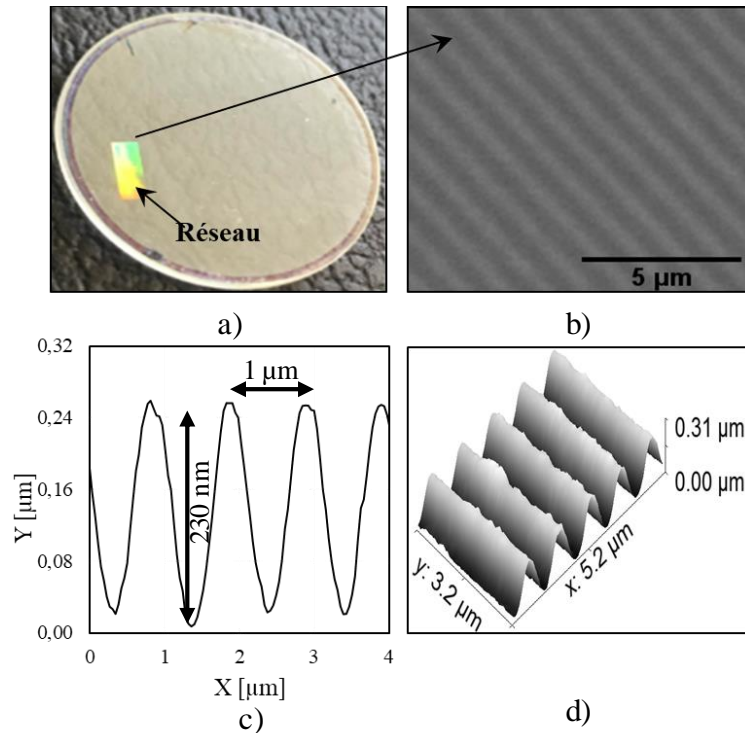 Réseau
5 µm
a)
b)
0,32
0,24
0,16
0,08
0,00
Y [µm]
1 µm
230 nm
0
1
2
3
4
X [µm]
c)
0.31 µm
0.00 µm
x: 5.2 µm
y: 3.2 µm
d)